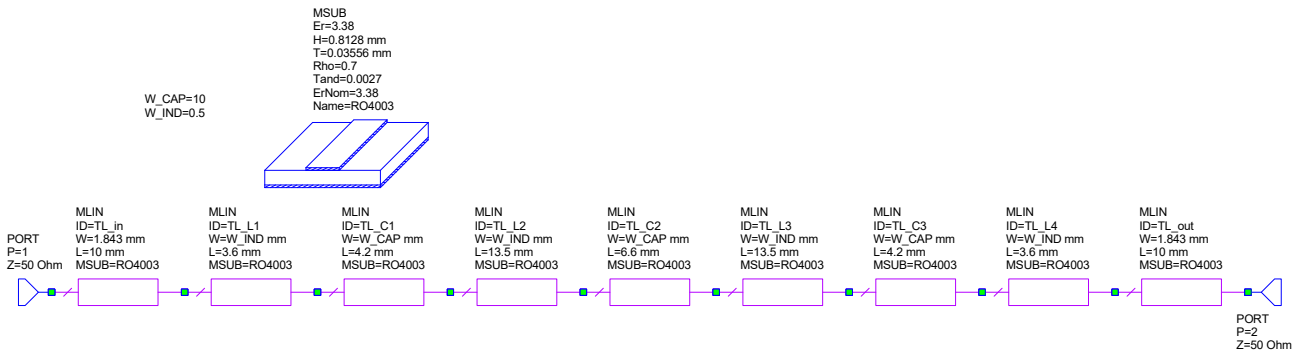 MSUB
Er=3.38
H=0.8128 mm
T=0.03556 mm
Rho=0.7
Tand=0.0027
ErNom=3.38
Name=RO4003
W_CAP=10
W_IND=0.5
PORT
P=1
Z=50 Ohm
MLIN
ID=TL_in
W=1.843 mm
L=10 mm
MSUB=RO4003
MLIN
ID=TL_L1
W=W_IND mm
L=3.6 mm
MSUB=RO4003
MLIN
ID=TL_C1
W=W_CAP mm
L=4.2 mm
MSUB=RO4003
MLIN
ID=TL_L2
W=W_IND mm
L=13.5 mm
MSUB=RO4003
MLIN
ID=TL_C2
W=W_CAP mm
L=6.6 mm
MSUB=RO4003
MLIN
ID=TL_L3
W=W_IND mm
L=13.5 mm
MSUB=RO4003
MLIN
ID=TL_C3
W=W_CAP mm
L=4.2 mm
MSUB=RO4003
MLIN
ID=TL_L4
W=W_IND mm
L=3.6 mm
MSUB=RO4003
MLIN
ID=TL_out
W=1.843 mm
L=10 mm
MSUB=RO4003
PORT
P=2
Z=50 Ohm